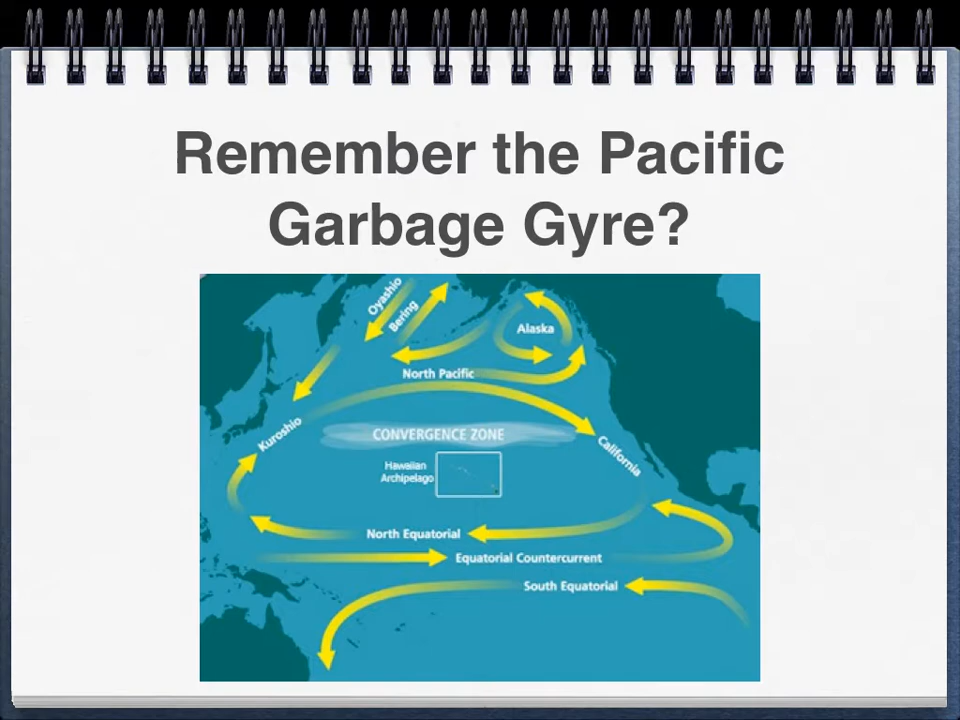 Remember the Pacific
Garbage Gyre?
Oyashio
Bering
Alaska
North Pacific
Kuroshio
CONVERGENCE ZONE
California
Hawaiian
Archipelago
North Equatorial
Equatorial Countercurrent
South Equatorial